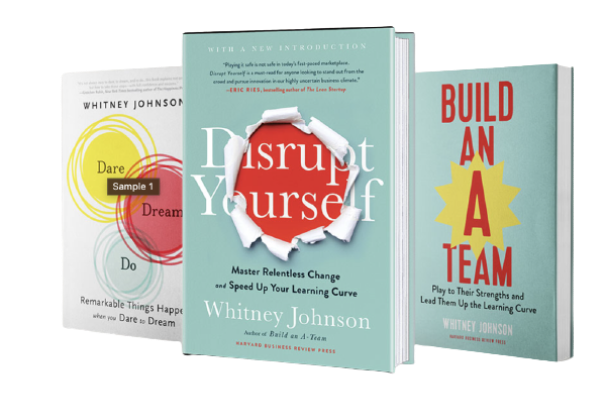 WHITNEY JOHNSON
Dare
Sample 1
Dream
Do
Remarkable Things Happe
when you Dare to Dream
WITH A NEW INTRODUCTION
"Playing it safe is not safe in today's fast-paced marketplace.
Disrupt Yourself is a must-read for anyone looking to stand out from the
crowd and pursue innovation in our highly uncertain business climate."
—ERIC RIES, bestselling author of The Lean Startup
Disrupt
Yourself
Master Relentless Change
and Speed Up Your Learning Curve
Whitney Johnson
Author of Build an A-Team
HARVARD BUSINESS REVIEW PRESS
BUILD
AN
A
TEAM
Play to Their Strengths and
Lead Them Up the Learning Curve
WHITNEY JOHNSON
HARVARD BUSINESS REVIEW PRESS